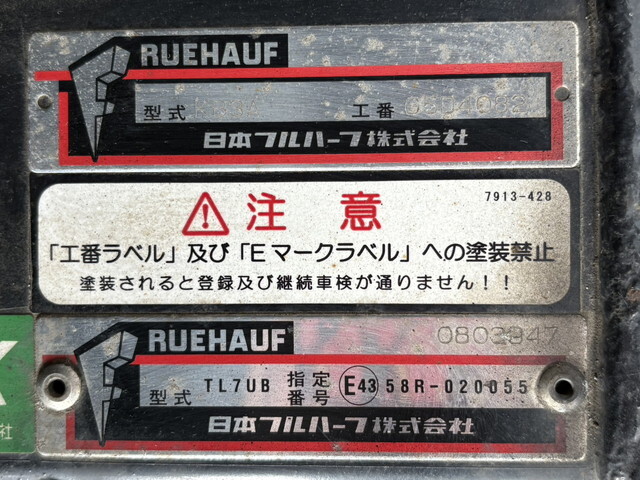 FRUEHAUF
型式 工番
日本フルハーフ株式会社
⚠注意 7913-428
「工番ラベル」及び「Eマークラベル」への塗装禁止
塗装されると登録及び継続車検が通りません!!
FRUEHAUF 0802947
型式 TL7UB 指定番号 E43 58R-020055
日本フルハーフ株式会社
社